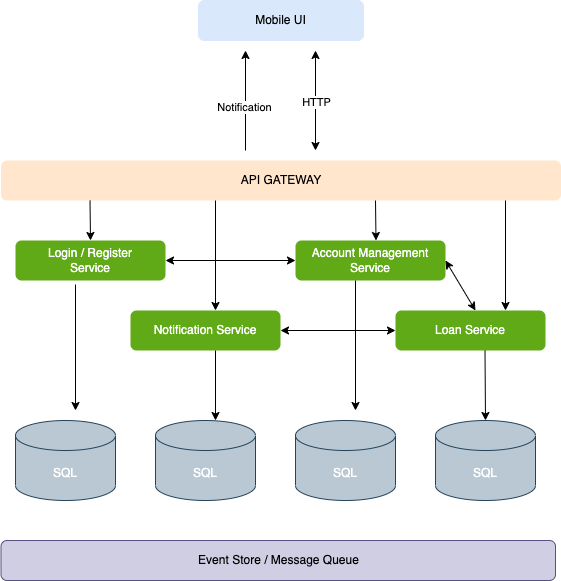 Mobile UI
Notification
HTTP
API GATEWAY
Login / Register
Service
Account Management
Service
Notification Service
Loan Service
SQL
SQL
SQL
SQL
Event Store / Message Queue